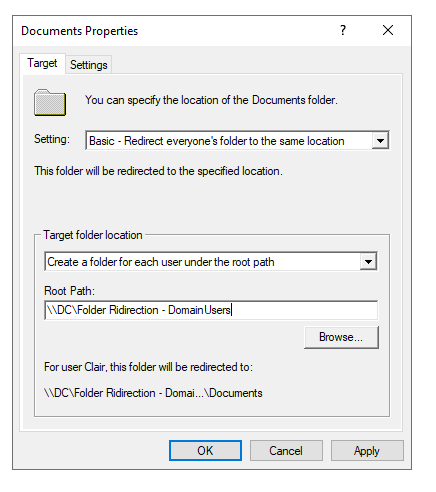 Documents Properties
?
Target
Settings
You can specify the location of the Documents folder.
Setting:
Basic - Redirect everyone's folder to the same location
This folder will be redirected to the specified location.
Target folder location
Create a folder for each user under the root path
Root Path:
\\DC\Folder Ridirection - DomainUsers
Browse...
For user Clair, this folder will be redirected to:
\\DC\Folder Ridirection - Domai...\Documents
OK Cancel Apply